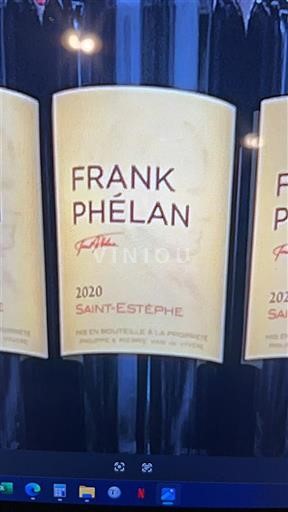 FRANK
PHÉLAN
VINIOU
2020
SAINT-ESTÈPHE
MIS EN BOUTEILLE À LA PROPRIÉTÉ